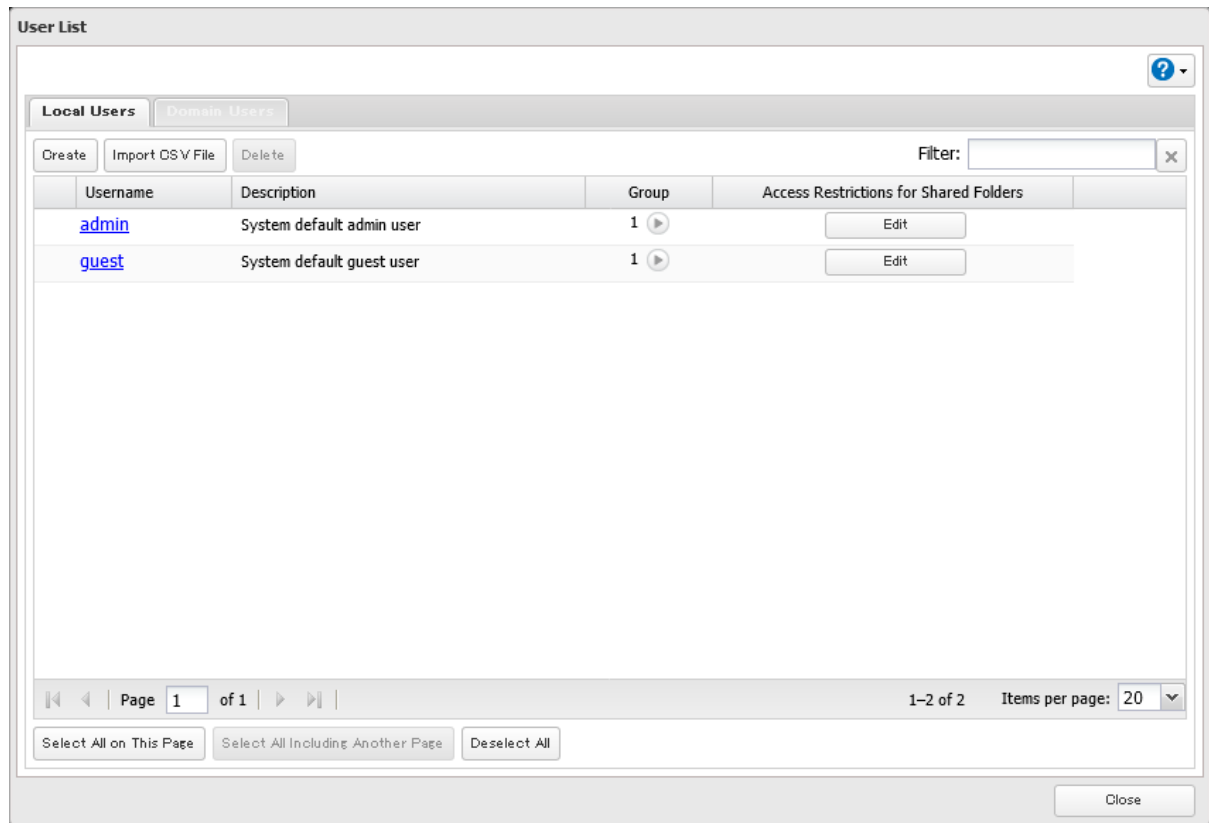 User List
Local Users Domain Users
Create Import CSV File Delete Filter:
Username Description Group Access Restrictions for Shared Folders
admin System default admin user 1 Edit
guest System default guest user 1 Edit
Page 1 of 1 1–2 of 2 Items per page: 20
Select All on This Page Select All Including Another Page Deselect All
Close